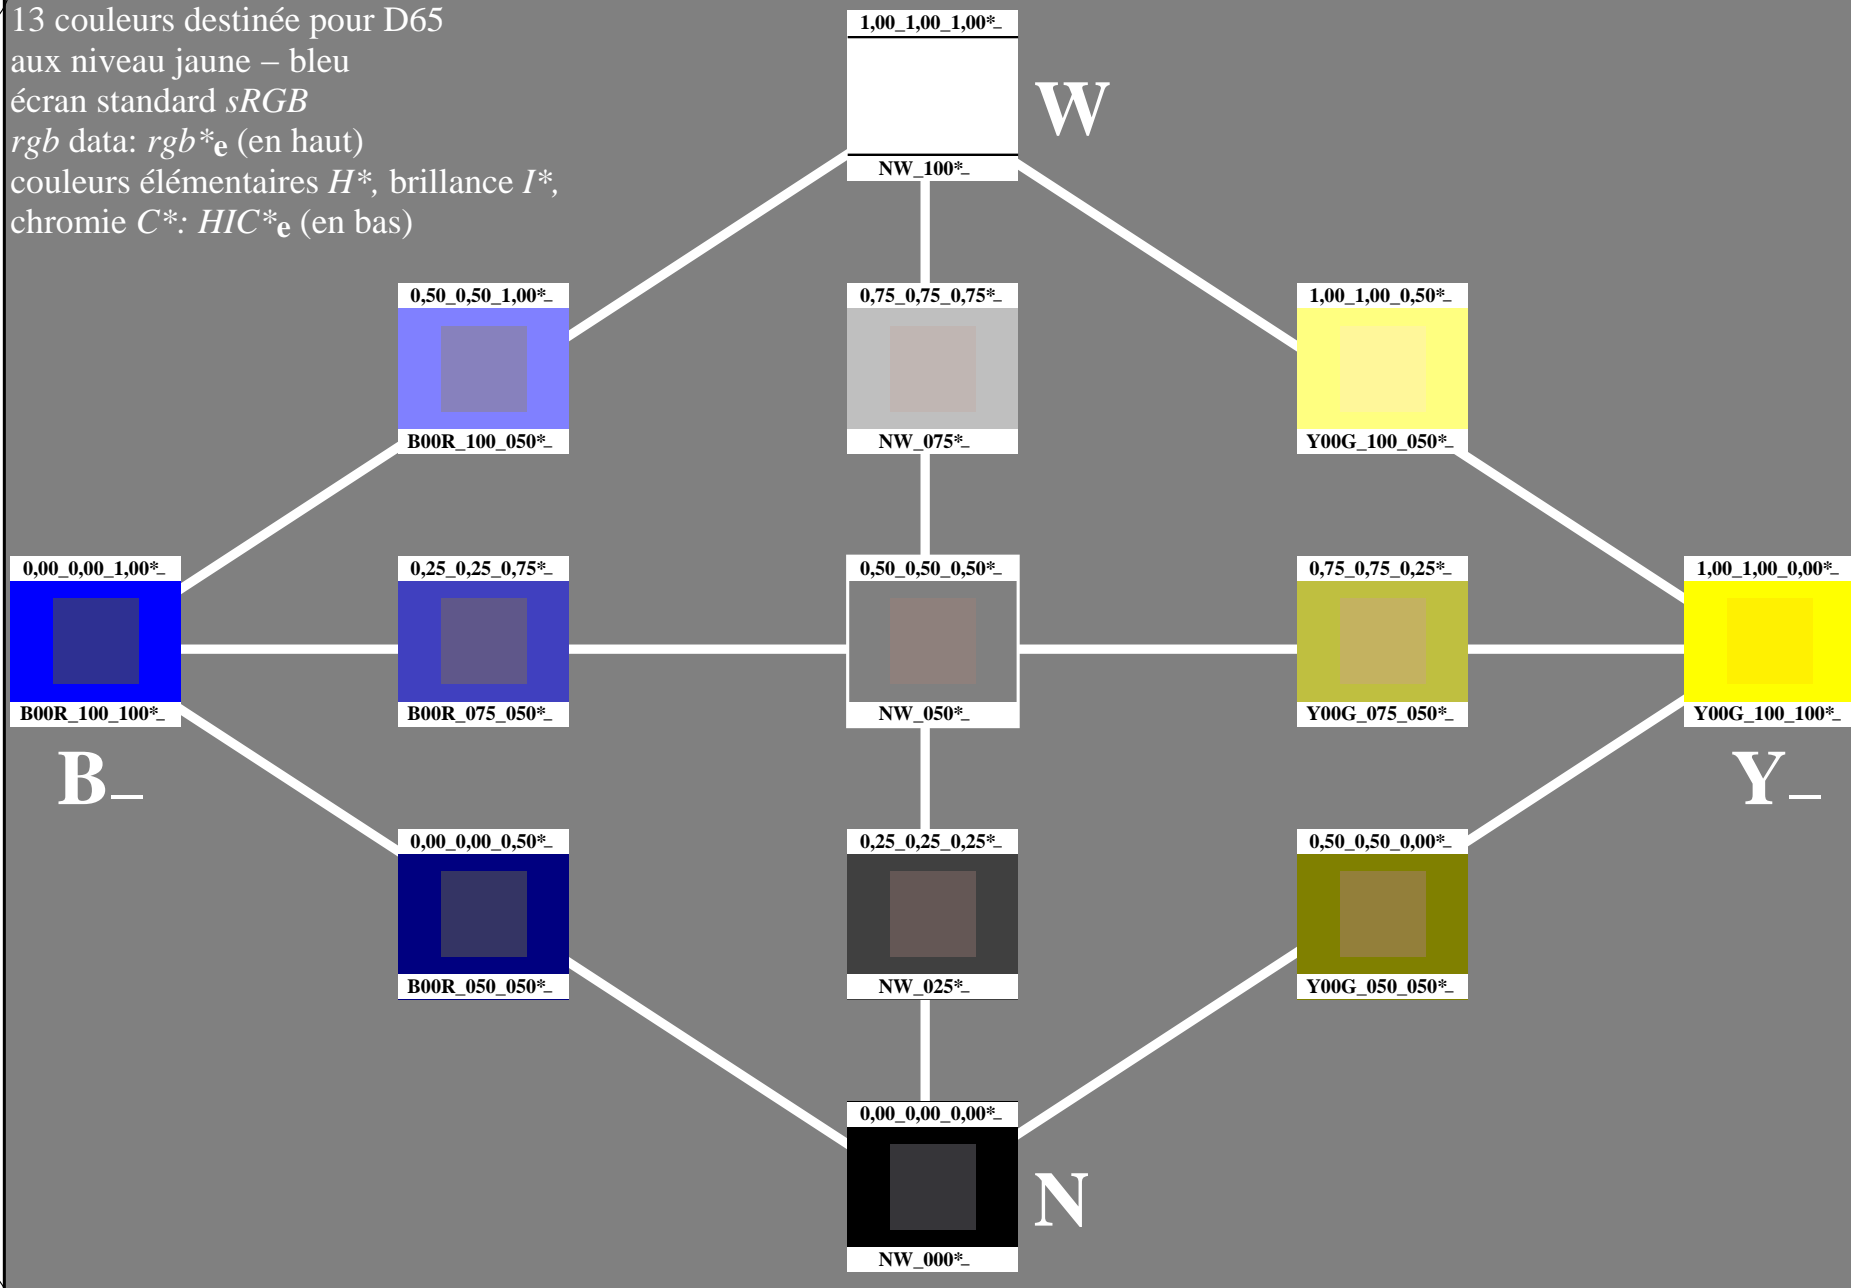 13 couleurs destinée pour D65
aux niveau jaune – bleu
écran standard sRGB
rgb data: rgb*e (en haut)
couleurs élémentaires H*, brillance I*,
chromie C*: HIC*e (en bas)
1,00_1,00_1,00*_
W
NW_100*_
0,50_0,50_1,00*_
0,75_0,75_0,75*_
1,00_1,00_0,50*_
B00R_100_050*_
NW_075*_
Y00G_100_050*_
0,00_0,00_1,00*_
0,25_0,25_0,75*_
0,50_0,50_0,50*_
0,75_0,75_0,25*_
1,00_1,00_0,00*_
B00R_100_100*_
B00R_075_050*_
NW_050*_
Y00G_075_050*_
Y00G_100_100*_
B_
Y_
0,00_0,00_0,50*_
0,25_0,25_0,25*_
0,50_0,50_0,00*_
B00R_050_050*_
NW_025*_
Y00G_050_050*_
0,00_0,00_0,00*_
N
NW_000*_